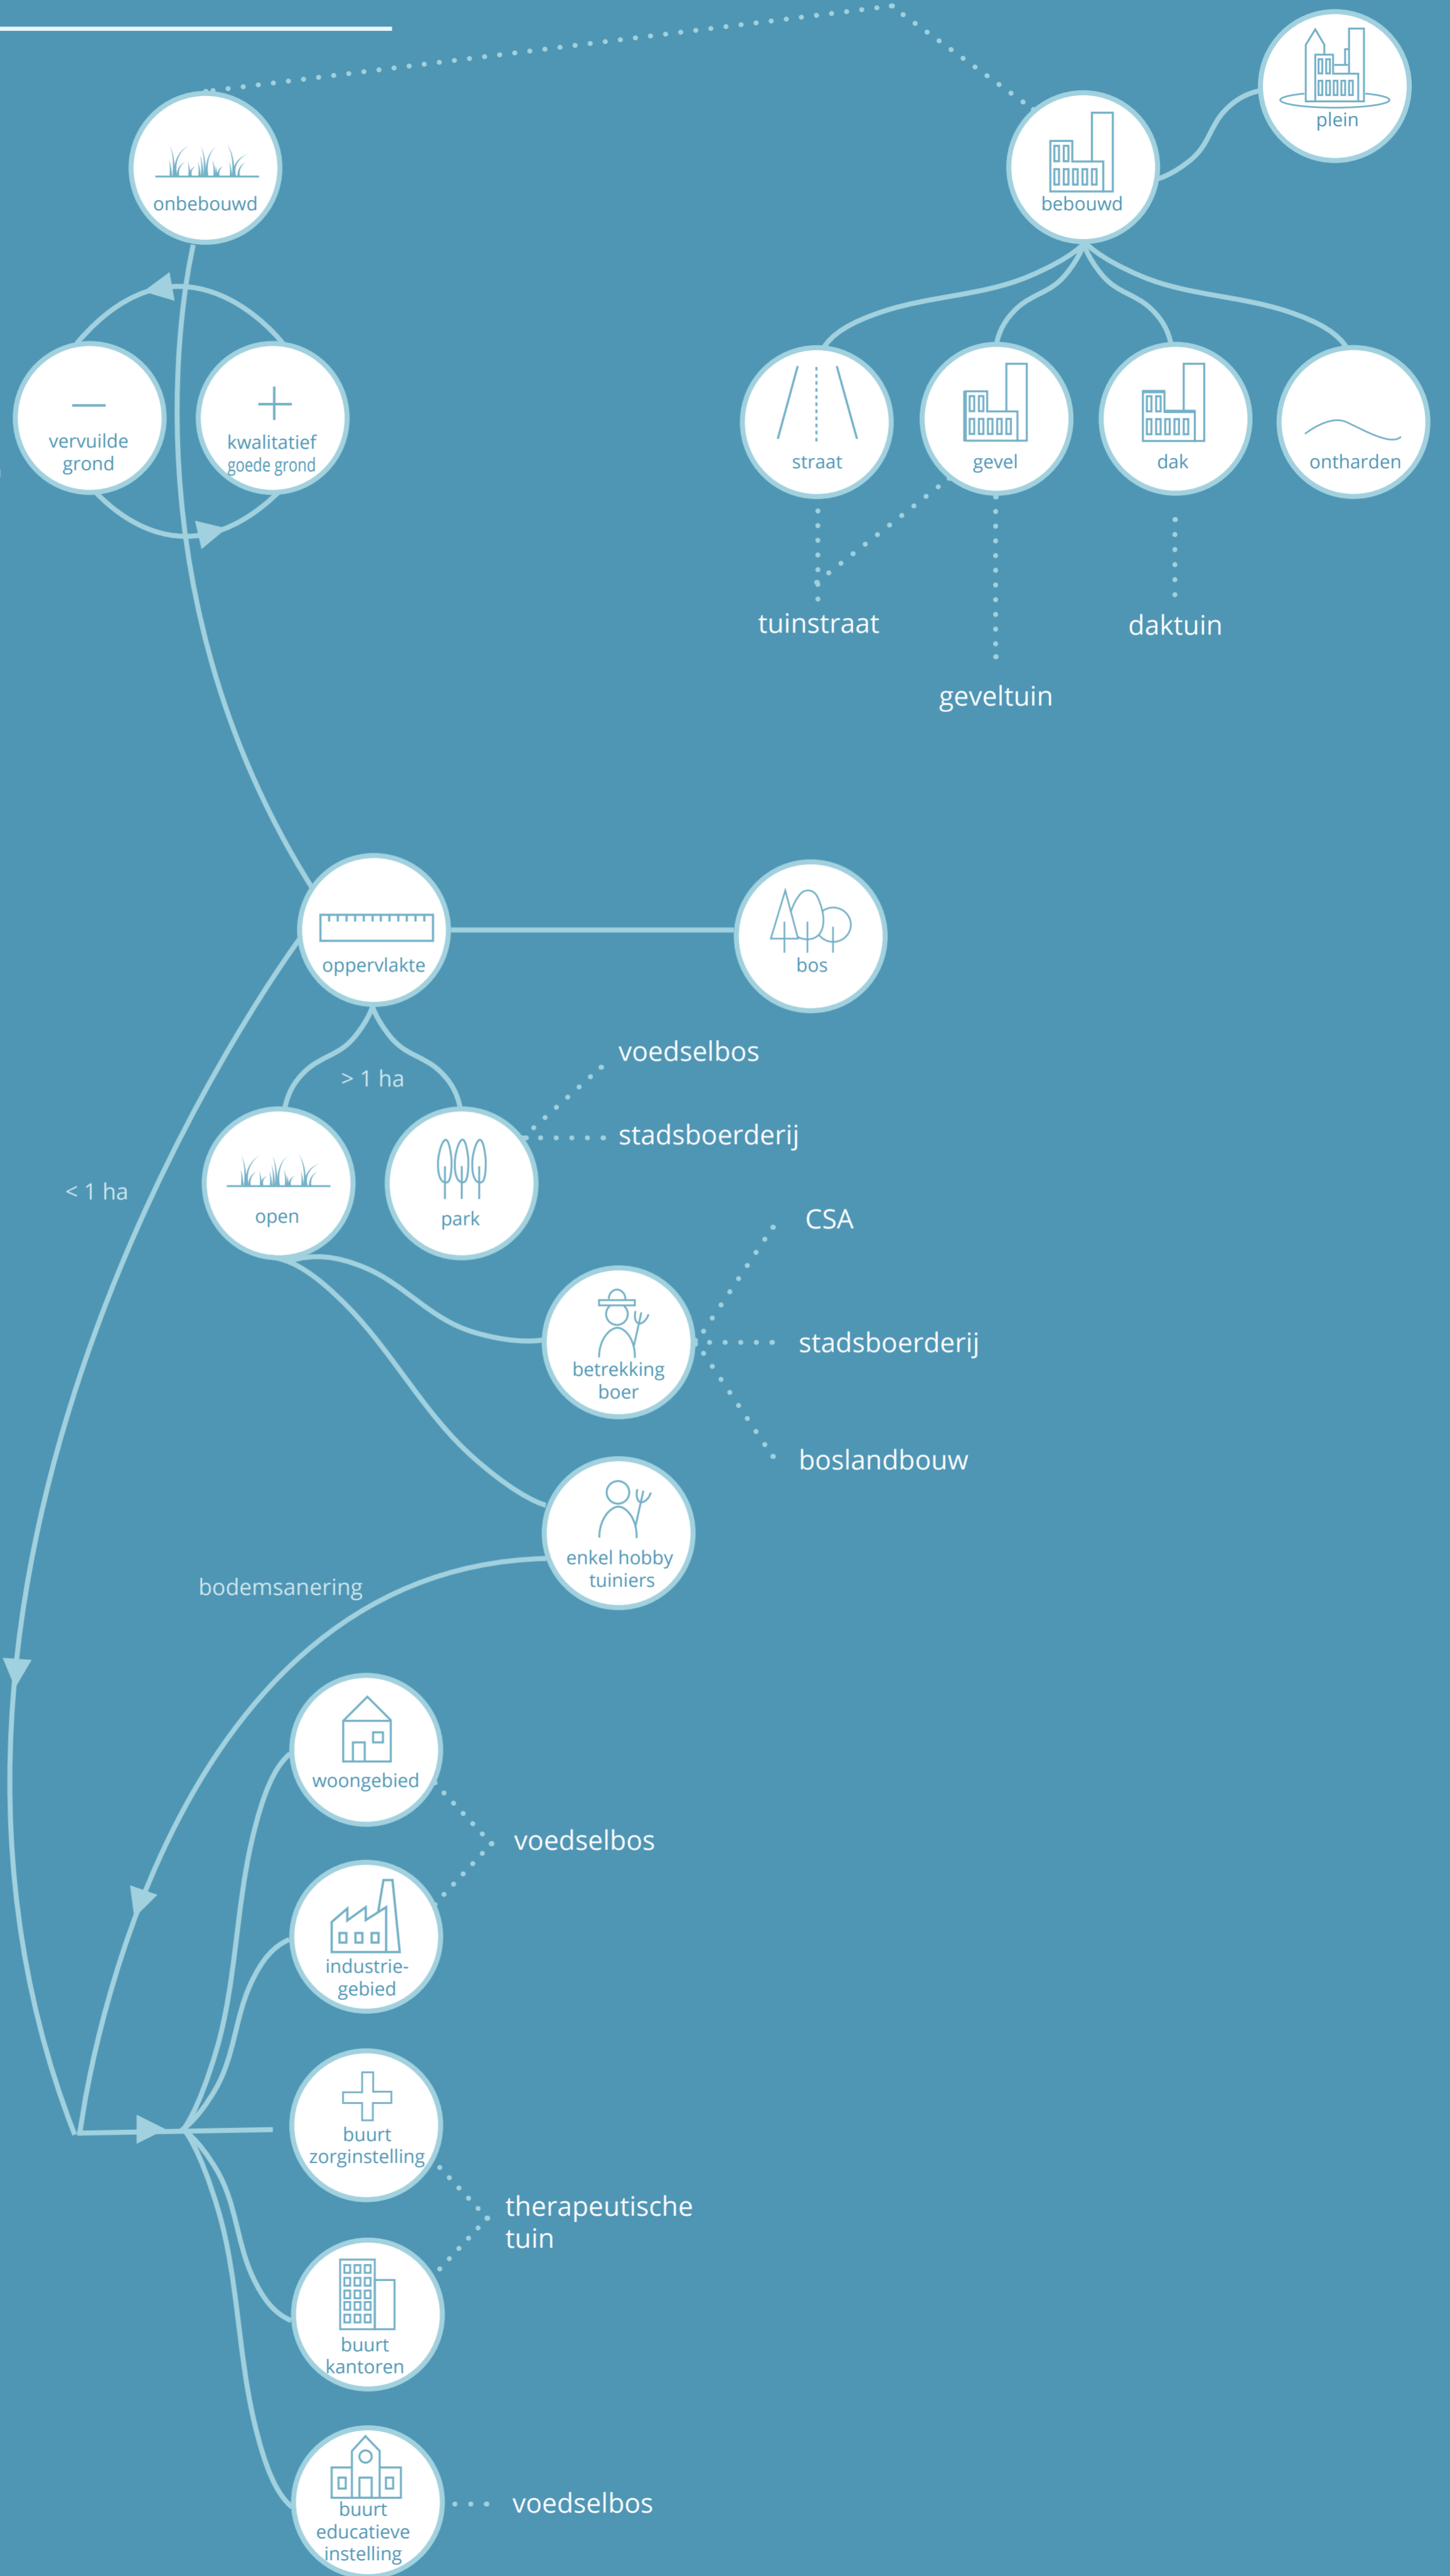 plein
onbebouwd
bebouwd
vervuilde
grond
kwalitatief
goede grond
straat
gevel
dak
ontharden
tuinstraat
daktuin
geveltuin
oppervlakte
bos
voedselbos
> 1 ha
stadsboerderij
< 1 ha
open
park
CSA
betrekking
boer
stadsboerderij
boslandbouw
enkel hobby
tuiniers
bodemsanering
woongebied
voedselbos
industrie-
gebied
buurt
zorginstelling
therapeutische
tuin
buurt
kantoren
buurt
educatieve
instelling
voedselbos